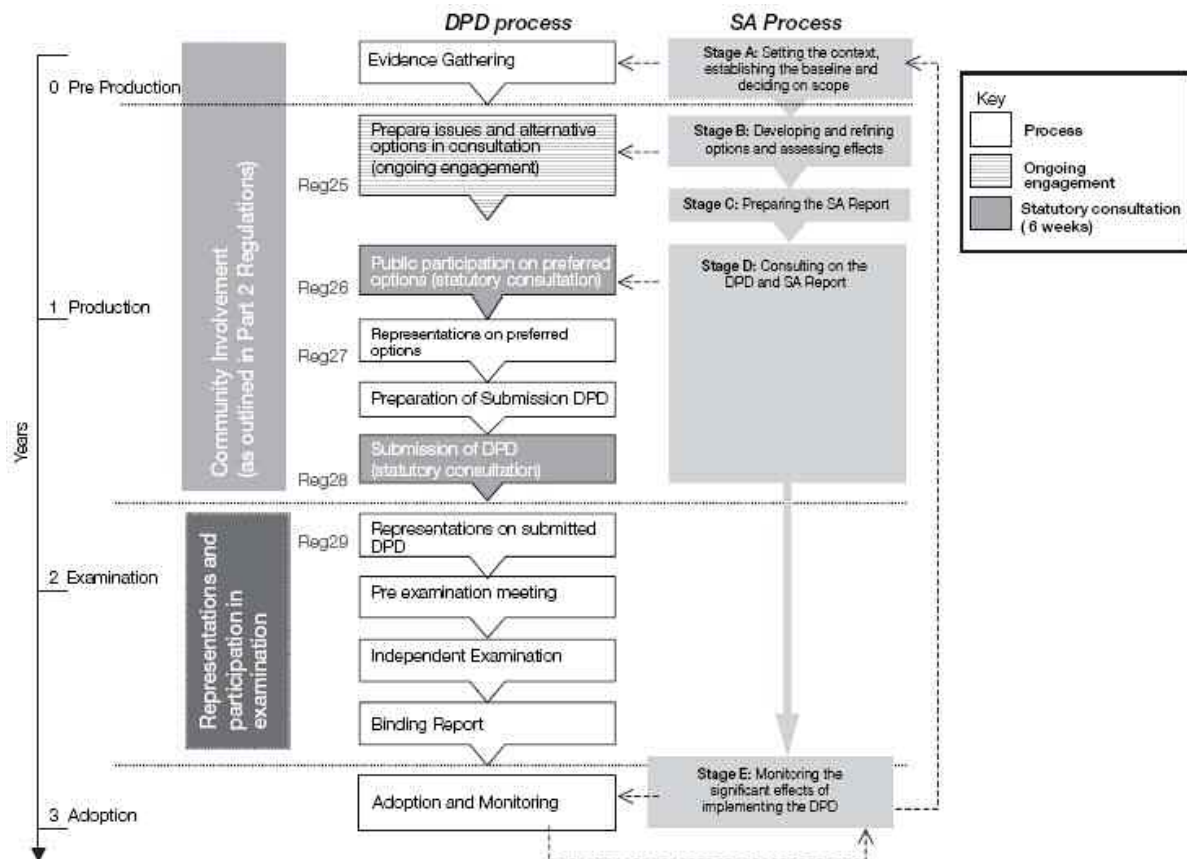 DPD process
SA Process
Years
0 Pre Production
1 Production
2 Examination
3 Adoption
Community Involvement
(as outlined in Part 2 Regulations)
Representations and
participation in
examination
Reg25
Reg26
Reg27
Reg28
Reg29
Evidence Gathering
Prepare issues and alternative
options in consultation
(ongoing engagement)
Public participation on preferred
options (statutory consultation)
Representations on preferred
options
Preparation of Submission DPD
Submission of DPD
(statutory consultation)
Representations on submitted
DPD
Pre examination meeting
Independent Examination
Binding Report
Adoption and Monitoring
Stage A: Setting the context,
establishing the baseline and
deciding on scope
Stage B: Developing and refining
options and assessing effects
Stage C: Preparing the SA Report
Stage D: Consulting on the
DPD and SA Report
Stage E: Monitoring the
significant effects of
implementing the DPD
Key
Process
Ongoing
engagement
Statutory consultation
( 6 weeks)